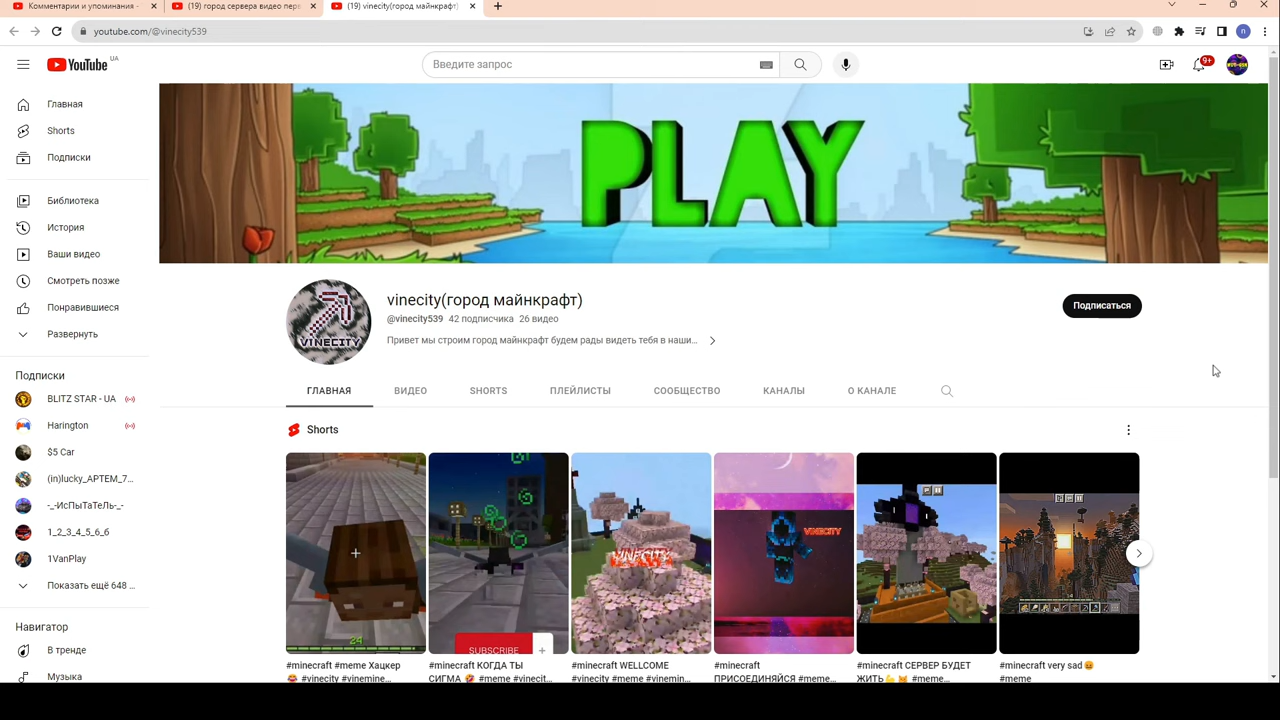 Комментарии и упоминания -
(19) город сервера видео перв
(19) vinecity(город майнкрафт)
youtube.com/@vinecity539
n
YouTube UA
Введите запрос
9+
Главная
Shorts
Подписки
Библиотека
История
Ваши видео
Смотреть позже
Понравившиеся
Развернуть
Подписки
BLITZ STAR - UA
Harington
$5 Car
(in)lucky_APTEM_7...
-_-ИсПыТаТеЛь-_-
1_2_3_4_5_6_6
1VanPlay
Показать ещё 648 ...
Навигатор
В тренде
Музыка
PLAY
VINECITY
vinecity(город майнкрафт)
@vinecity539 42 подписчика 26 видео
Привет мы строим город майнкрафт будем рады видеть тебя в наши...
Подписаться
ГЛАВНАЯ ВИДЕО SHORTS ПЛЕЙЛИСТЫ СООБЩЕСТВО КАНАЛЫ О КАНАЛЕ
Shorts
24
SUBSCRIBE
VINECITY
VINECITY
#minecraft #meme Хацкер
😂 #vinecity #vinemine...
#minecraft КОГДА ТЫ
СИГМА 🤣 #meme #vinecit...
#minecraft WELLCOME
#vinecity #meme #vinemin...
#minecraft
ПРИСОЕДИНЯЙСЯ #meme...
#minecraft СЕРВЕР БУДЕТ
ЖИТЬ💪😸 #meme...
#minecraft very sad😡
#meme